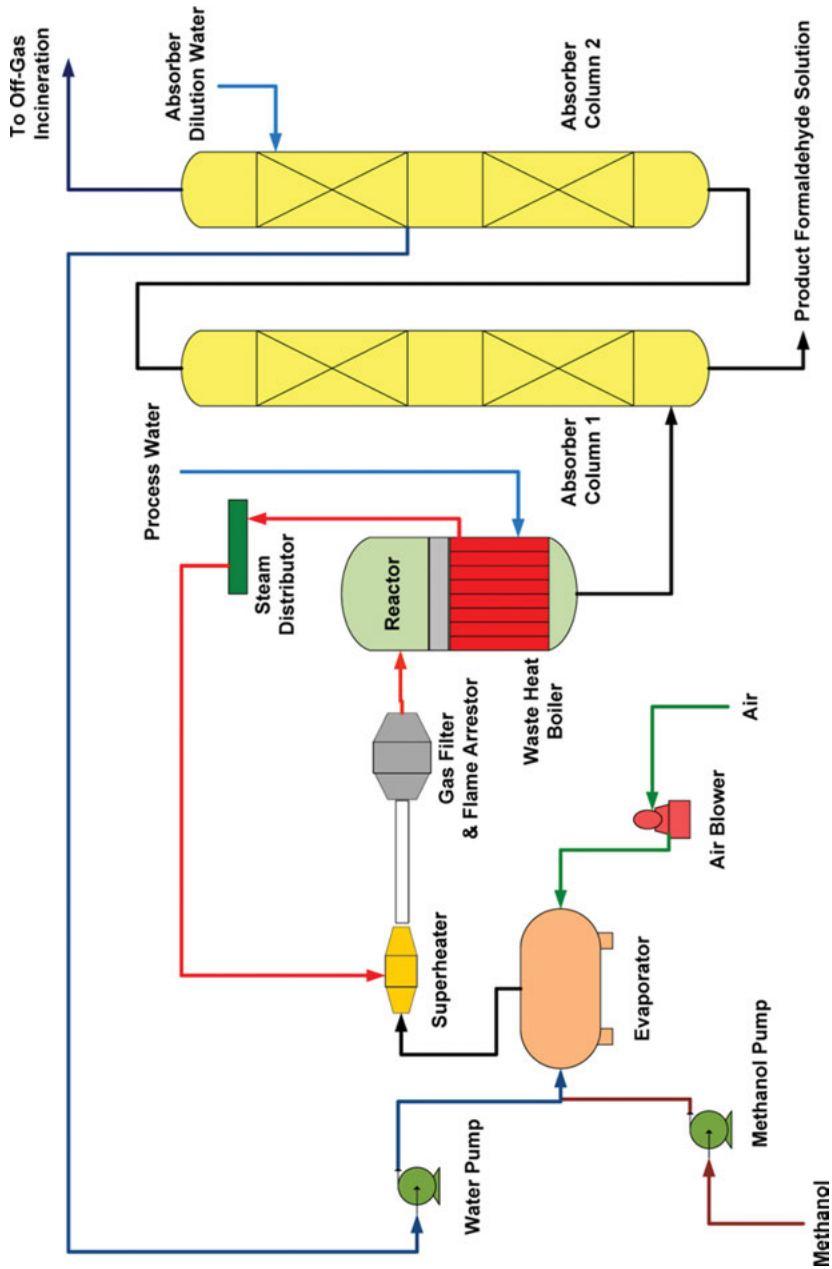 To Off-Gas
Incineration
Absorber
Dilution Water
Absorber
Column 2
Process Water
Absorber
Column 1
Product Formaldehyde Solution
Steam
Distributor
Reactor
Waste Heat
Boiler
Gas Filter
& Flame Arrestor
Superheater
Air
Air Blower
Evaporator
Water Pump
Methanol Pump
Methanol